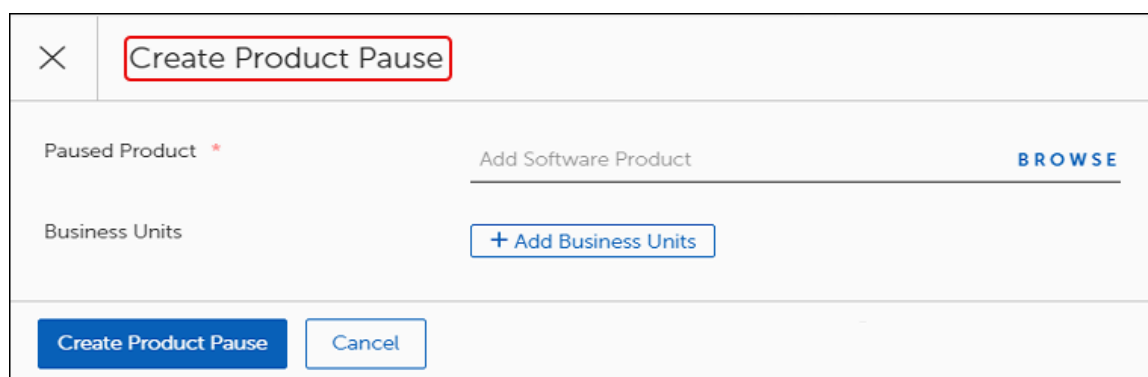 Create Product Pause
Paused Product *
Add Software Product
BROWSE
Business Units
+ Add Business Units
Create Product Pause
Cancel